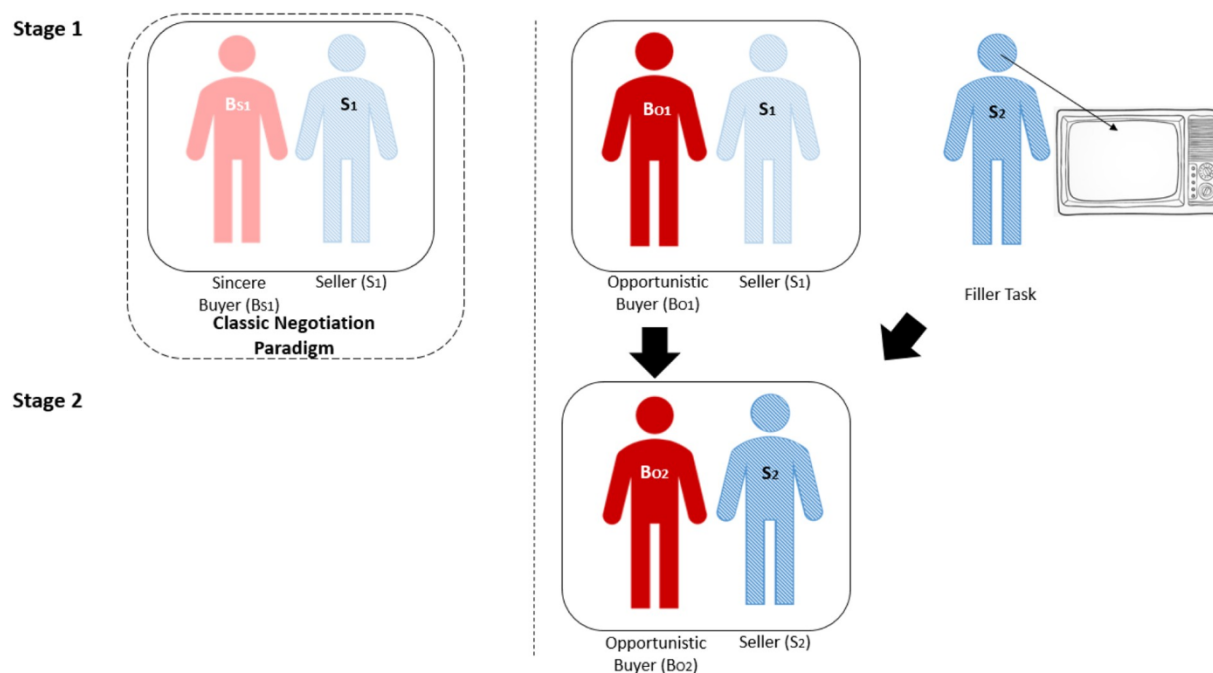 Stage 1
BS1
S1
BO1
S1
S2
Sincere
Buyer (BS1)
Seller (S1)
Classic Negotiation
Paradigm
Opportunistic
Buyer (BO1)
Seller (S1)
Filler Task
Stage 2
BO2
S2
Opportunistic
Buyer (BO2)
Seller (S2)